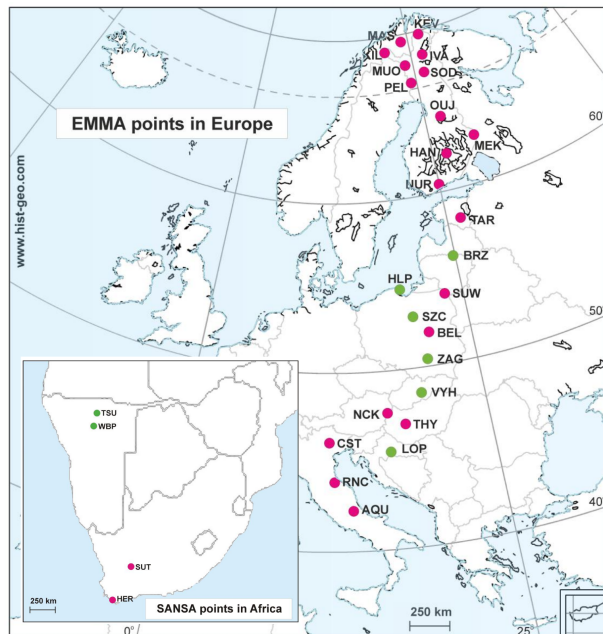 KEV
MAS
KIL
IVA
MUO
SOD
PEL
OUJ
EMMA points in Europe
60°
MEK
HAN
NUR
TAR
www.hist-geo.com
BRZ
HLP
SUW
50°
SZC
BEL
ZAG
VYH
NCK
THY
TSU
WBP
CST
LOP
RNC
40°
AQU
SUT
HER
250 km
SANSA points in Africa
250 km
0°
25°